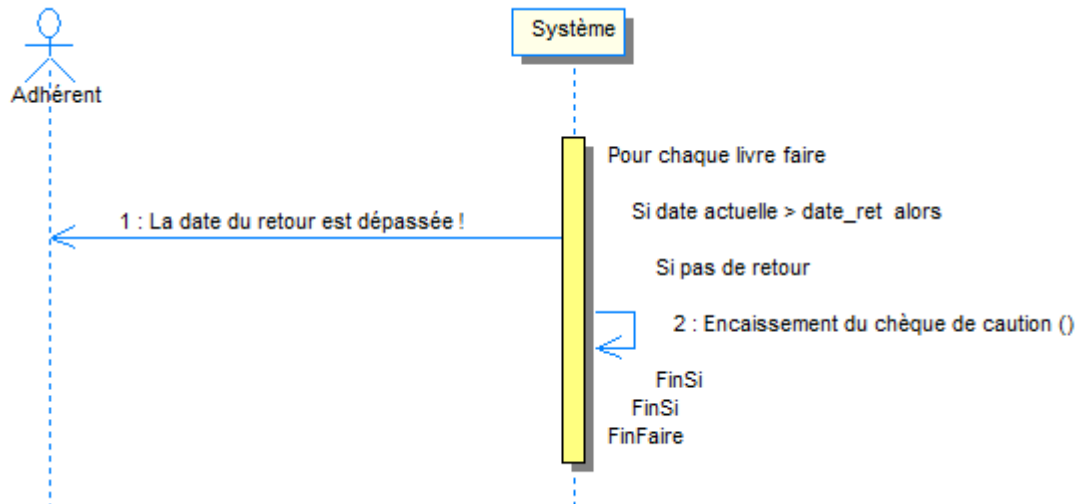 Système
Adhérent
Pour chaque livre faire
Si date actuelle > date_ret alors
1 : La date du retour est dépassée !
Si pas de retour
2 : Encaissement du chèque de caution ()
FinSi
FinSi
FinFaire